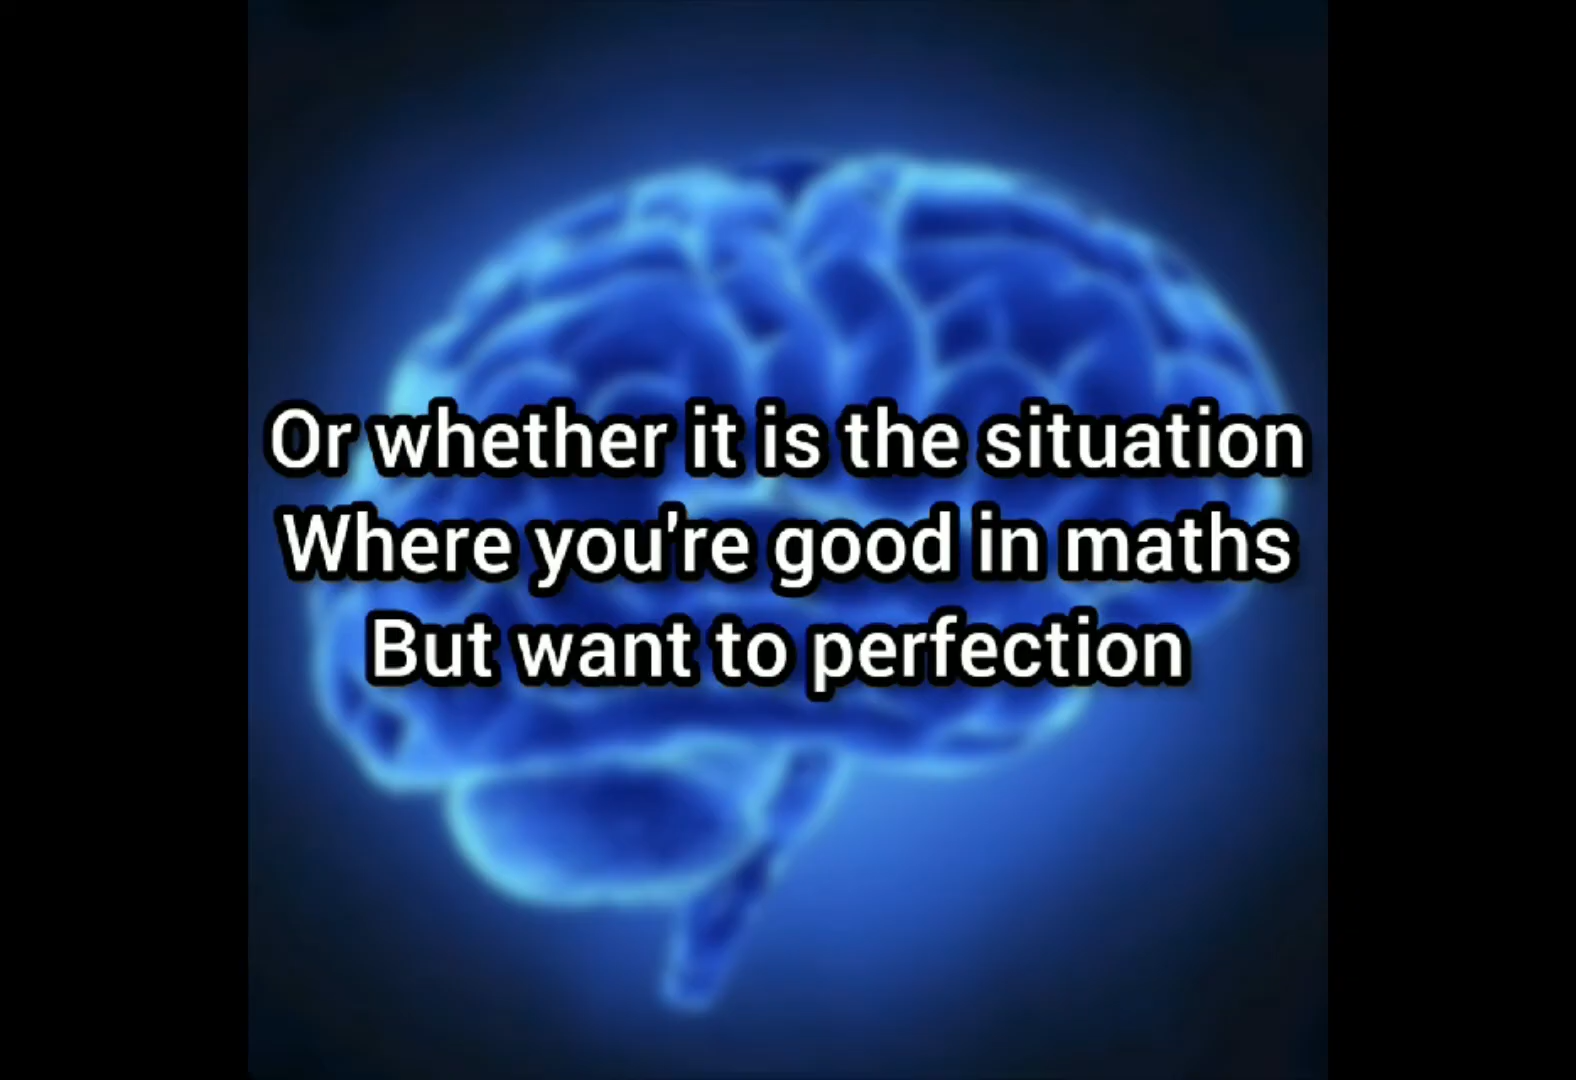 Or whether it is the situation
Where you're good in maths
But want to perfection